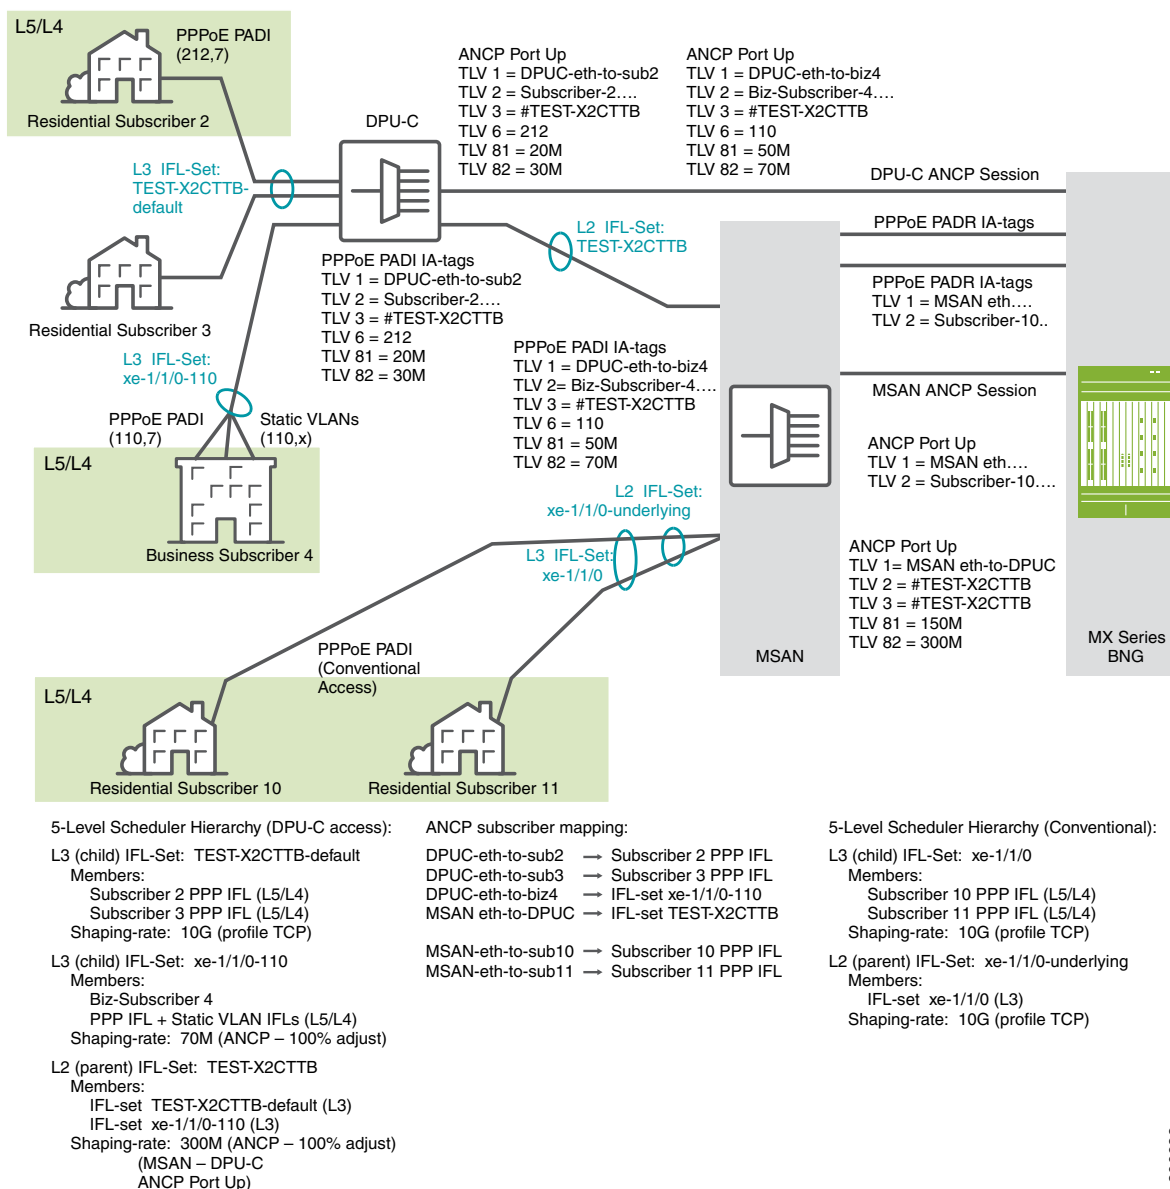 L5/L4
PPPoE PADI
(212,7)
Residential Subscriber 2
DPU-C
ANCP Port Up
TLV 1 = DPUC-eth-to-sub2
TLV 2 = Subscriber-2....
TLV 3 = #TEST-X2CTTB
TLV 6 = 212
TLV 81 = 20M
TLV 82 = 30M
ANCP Port Up
TLV 1 = DPUC-eth-to-biz4
TLV 2 = Biz-Subscriber-4....
TLV 3 = #TEST-X2CTTB
TLV 6 = 110
TLV 81 = 50M
TLV 82 = 70M
DPU-C ANCP Session
L3 IFL-Set:
TEST-X2CTTB-
default
L2 IFL-Set:
TEST-X2CTTB
PPPoE PADR IA-tags
PPPoE PADR IA-tags
TLV 1 = MSAN eth....
TLV 2 = Subscriber-10..
Residential Subscriber 3
PPPoE PADI IA-tags
TLV 1 = DPUC-eth-to-sub2
TLV 2 = Subscriber-2....
TLV 3 = #TEST-X2CTTB
TLV 6 = 212
TLV 81 = 20M
TLV 82 = 30M
PPPoE PADI IA-tags
TLV 1 = DPUC-eth-to-biz4
TLV 2= Biz-Subscriber-4....
TLV 3 = #TEST-X2CTTB
TLV 6 = 110
TLV 81 = 50M
TLV 82 = 70M
L3 IFL-Set:
xe-1/1/0-110
PPPoE PADI
(110,7)
Static VLANs
(110,x)
L5/L4
Business Subscriber 4
MSAN ANCP Session
ANCP Port Up
TLV 1 = MSAN eth....
TLV 2 = Subscriber-10....
L2 IFL-Set:
xe-1/1/0-underlying
L3 IFL-Set:
xe-1/1/0
ANCP Port Up
TLV 1= MSAN eth-to-DPUC
TLV 2 = #TEST-X2CTTB
TLV 3 = #TEST-X2CTTB
TLV 81 = 150M
TLV 82 = 300M
MSAN
MX Series
BNG
PPPoE PADI
(Conventional
Access)
L5/L4
Residential Subscriber 10
Residential Subscriber 11
5-Level Scheduler Hierarchy (DPU-C access):
L3 (child) IFL-Set: TEST-X2CTTB-default
Members:
Subscriber 2 PPP IFL (L5/L4)
Subscriber 3 PPP IFL (L5/L4)
Shaping-rate: 10G (profile TCP)
L3 (child) IFL-Set: xe-1/1/0-110
Members:
Biz-Subscriber 4
PPP IFL + Static VLAN IFLs (L5/L4)
Shaping-rate: 70M (ANCP – 100% adjust)
L2 (parent) IFL-Set: TEST-X2CTTB
Members:
IFL-set TEST-X2CTTB-default (L3)
IFL-set xe-1/1/0-110 (L3)
Shaping-rate: 300M (ANCP – 100% adjust)
(MSAN – DPU-C
ANCP Port Up)
ANCP subscriber mapping:
DPUC-eth-to-sub2 → Subscriber 2 PPP IFL
DPUC-eth-to-sub3 → Subscriber 3 PPP IFL
DPUC-eth-to-biz4 → IFL-set xe-1/1/0-110
MSAN eth-to-DPUC → IFL-set TEST-X2CTTB
MSAN-eth-to-sub10 → Subscriber 10 PPP IFL
MSAN-eth-to-sub11 → Subscriber 11 PPP IFL
5-Level Scheduler Hierarchy (Conventional):
L3 (child) IFL-Set: xe-1/1/0
Members:
Subscriber 10 PPP IFL (L5/L4)
Subscriber 11 PPP IFL (L5/L4)
Shaping-rate: 10G (profile TCP)
L2 (parent) IFL-Set: xe-1/1/0-underlying
Members:
IFL-set xe-1/1/0 (L3)
Shaping-rate: 10G (profile TCP)